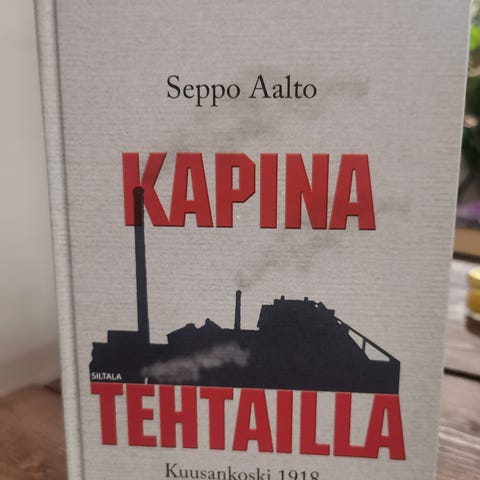 Seppo Aalto
KAPINA
SILTALA
TEHTAILLA
Kuusankoski 1918